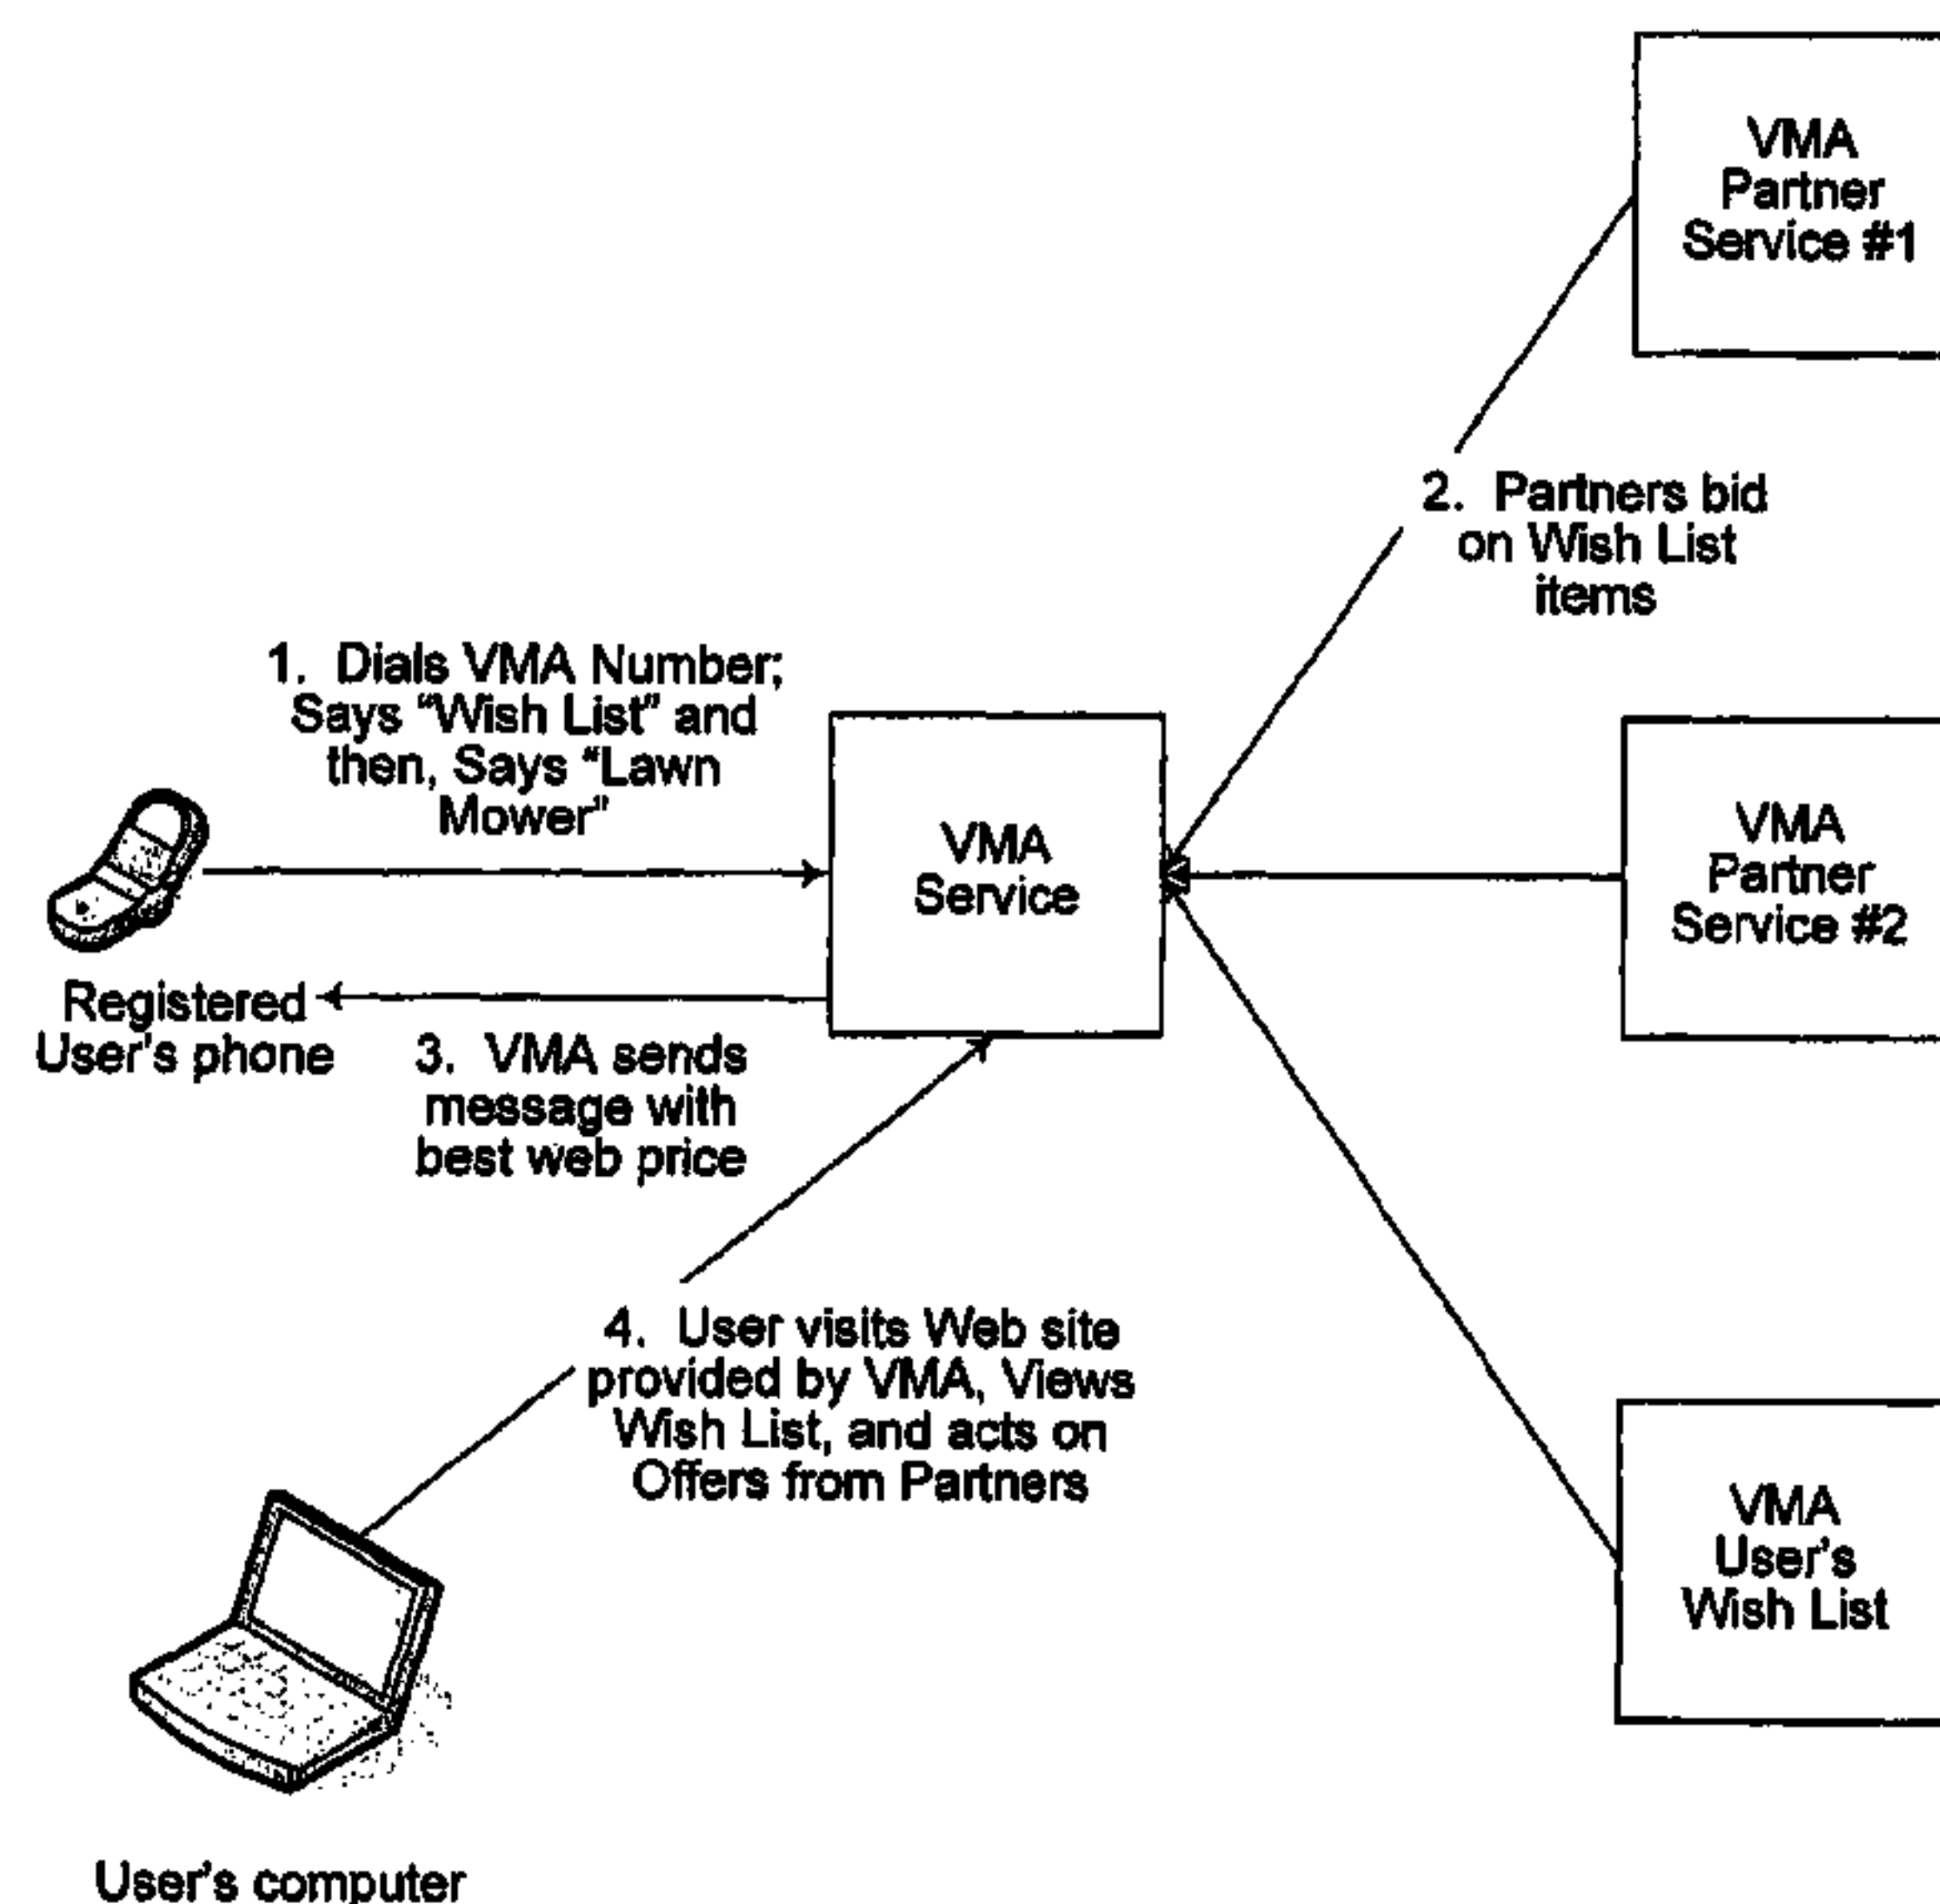 VMA
Partner
Service #1
2. Partners bid
on Wish List
items
1. Dials VMA Number;
Says "Wish List" and
then, Says "Lawn
Mower"
VMA
Service
VMA
Partner
Service #2
Registered
User's phone
3. VMA sends
message with
best web price
4. User visits Web site
provided by VMA, Views
Wish List, and acts on
Offers from Partners
VMA
User's
Wish List
User's computer